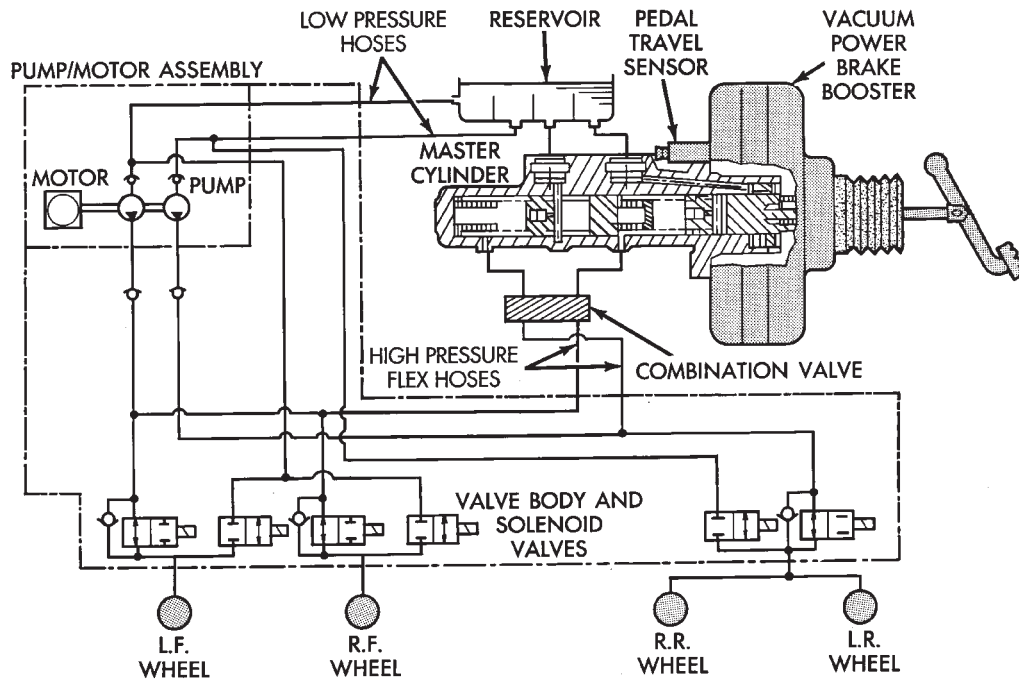 LOW PRESSURE
HOSES
RESERVOIR
PEDAL
TRAVEL
SENSOR
VACUUM
POWER
BRAKE
BOOSTER
PUMP/MOTOR ASSEMBLY
MASTER
CYLINDER
MOTOR
PUMP
HIGH PRESSURE
FLEX HOSES
COMBINATION VALVE
VALVE BODY AND
SOLENOID
VALVES
L.F.
WHEEL
R.F.
WHEEL
R.R.
WHEEL
L.R.
WHEEL